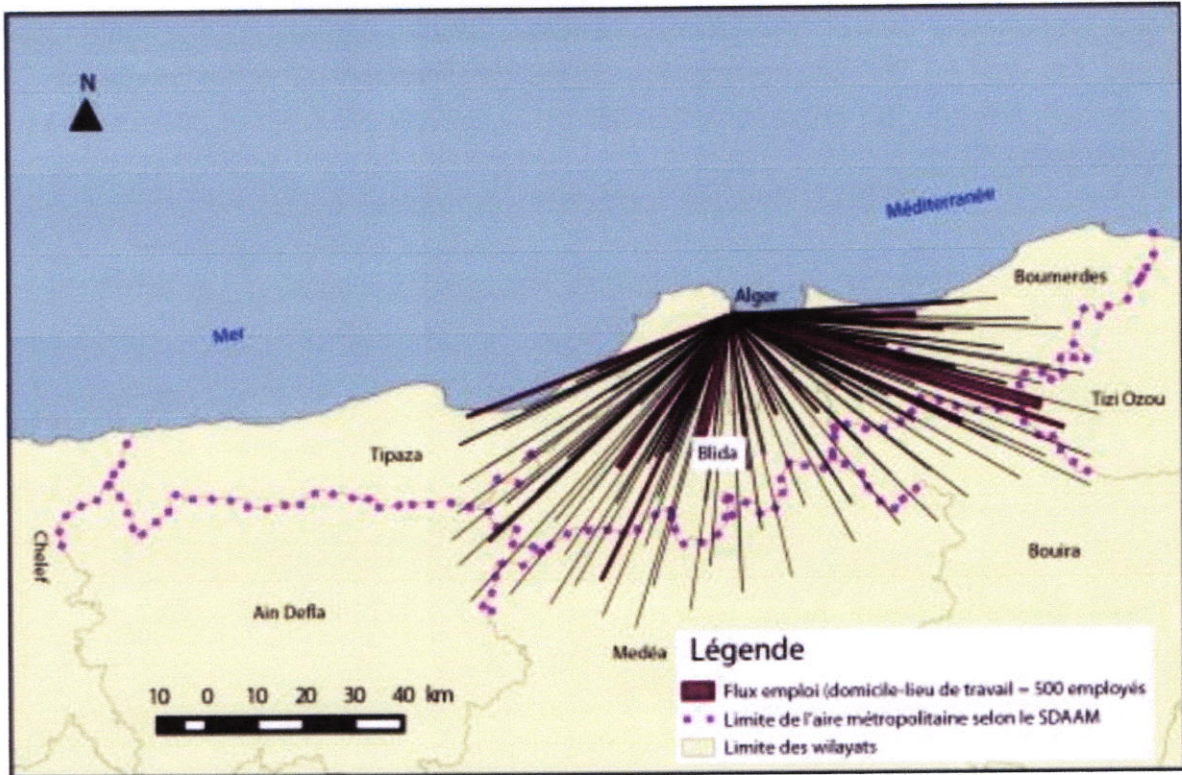 N
Méditerranée
Alger
Boumerdes
Mer
Tizi Ozou
Tipaza
Blida
Chelef
Bouira
Ain Defla
Medéa
Légende
Flux emploi (domicile-lieu de travail = 500 employés
Limite de l'aire métropolitaine selon le SDAAM
Limite des wilayats
10 0 10 20 30 40 km